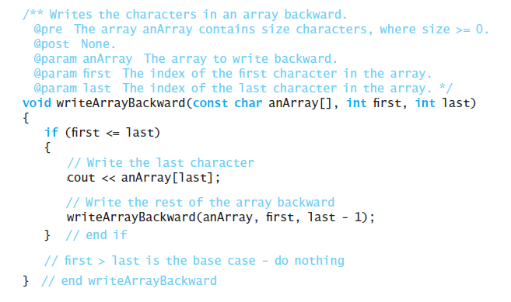 /** Writes the characters in an array backward.
@pre The array anArray contains size characters, where size >= 0.
@post None.
@param anArray The array to write backward.
@param first The index of the first character in the array.
@param last The index of the last character in the array. */
void writeArrayBackward(const char anArray[], int first, int last)
{
if (first <= last)
{
// Write the last character
cout << anArray[last];
// Write the rest of the array backward
writeArrayBackward(anArray, first, last - 1);
} // end if
// first > last is the base case - do nothing
} // end writeArrayBackward